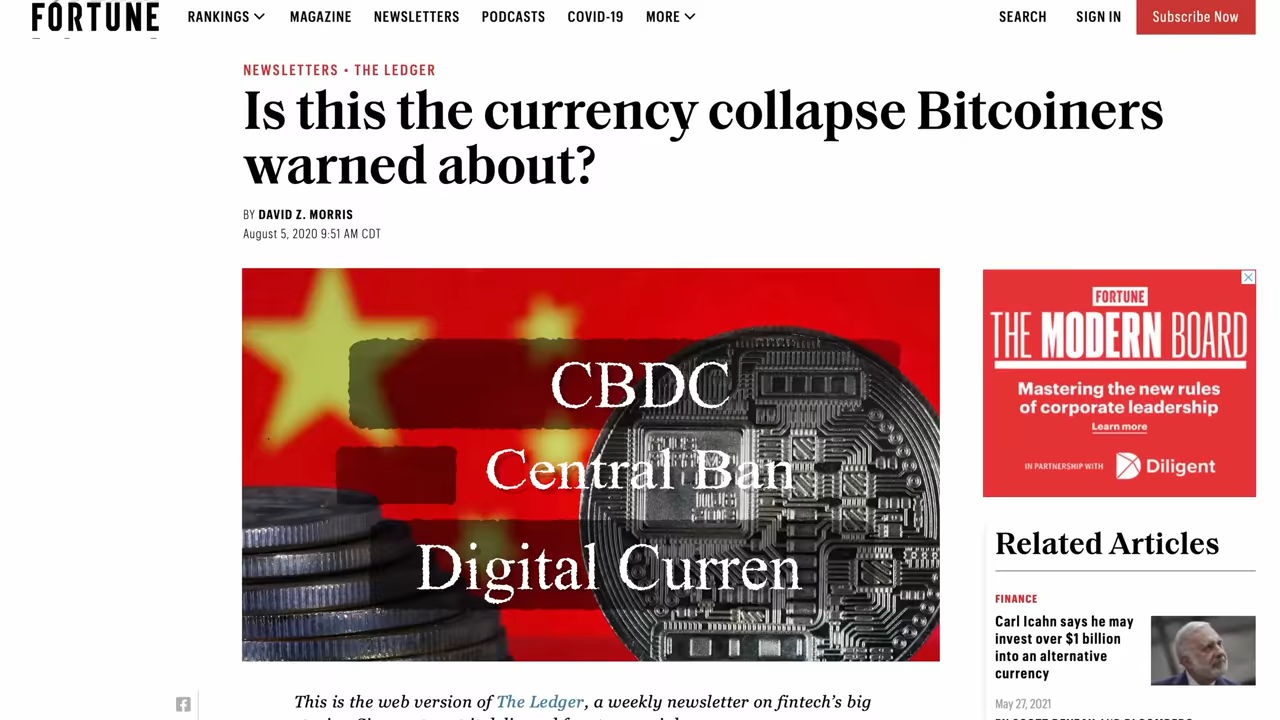 FORTUNE
RANKINGS
MAGAZINE
NEWSLETTERS
PODCASTS
COVID-19
MORE
SEARCH
SIGN IN
Subscribe Now
NEWSLETTERS • THE LEDGER
Is this the currency collapse Bitcoiners
warned about?
BY DAVID Z. MORRIS
August 5, 2020 9:51 AM CDT
CBDC
Central Ban
Digital Curren
FORTUNE
THE MODERN BOARD
Mastering the new rules
of corporate leadership
Learn more
IN PARTNERSHIP WITH Diligent
Related Articles
FINANCE
Carl Icahn says he may
invest over $1 billion
into an alternative
currency
May 27, 2021
This is the web version of The Ledger, a weekly newsletter on fintech's big